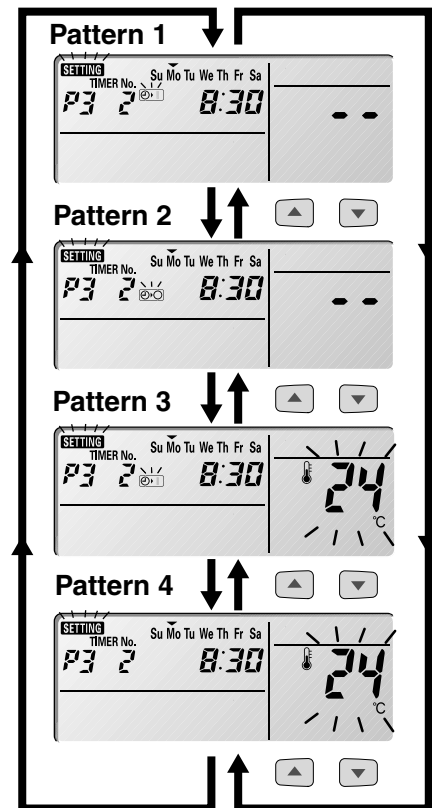 Pattern 1
SETTING
TIMER No.
Su Mo Tu We Th Fr Sa
P3 2 8:30 - -
Pattern 2
SETTING
TIMER No.
Su Mo Tu We Th Fr Sa
P3 2 8:30 - -
Pattern 3
SETTING
TIMER No.
Su Mo Tu We Th Fr Sa
P3 2 8:30 24
°C
Pattern 4
SETTING
TIMER No.
Su Mo Tu We Th Fr Sa
P3 2 8:30 24
°C